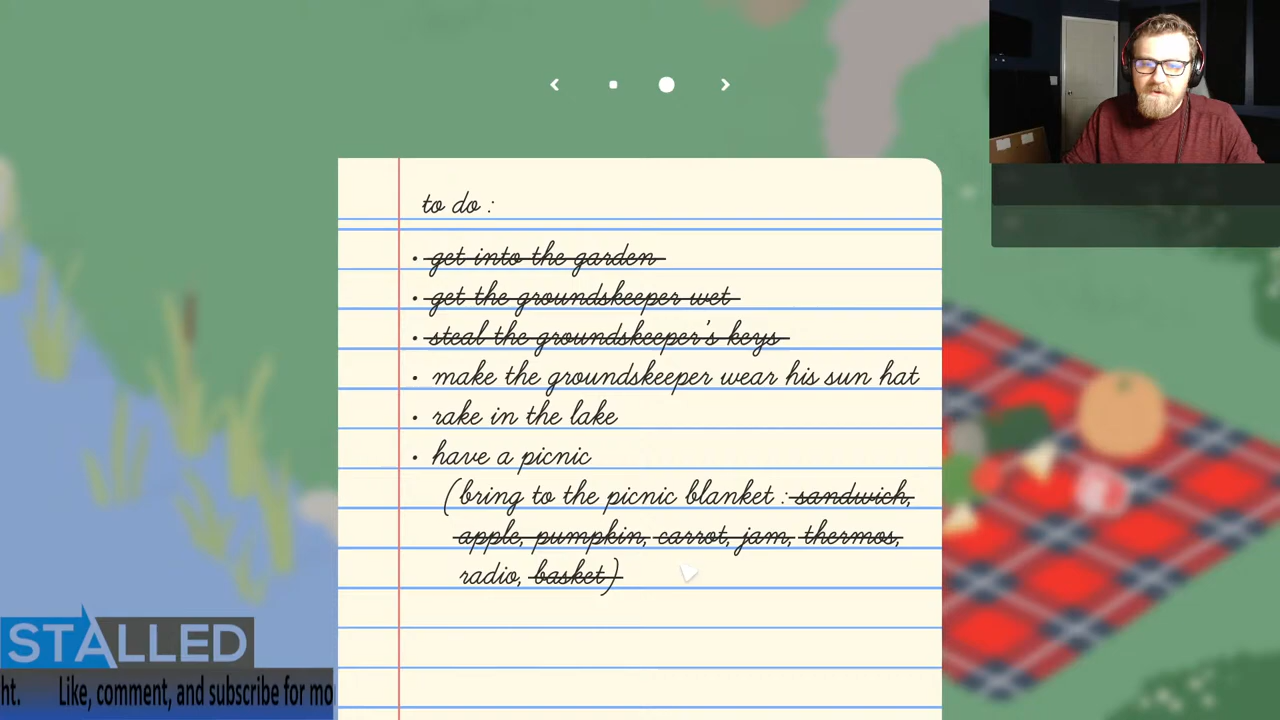 to do :
• get into the garden
• get the groundskeeper wet
• steal the groundskeeper's keys
• make the groundskeeper wear his sun hat
• rake in the lake
• have a picnic
(bring to the picnic blanket : sandwich,
apple, pumpkin, carrot, jam, thermos,
radio, basket)
STALLED
ht. Like, comment, and subscribe for mo